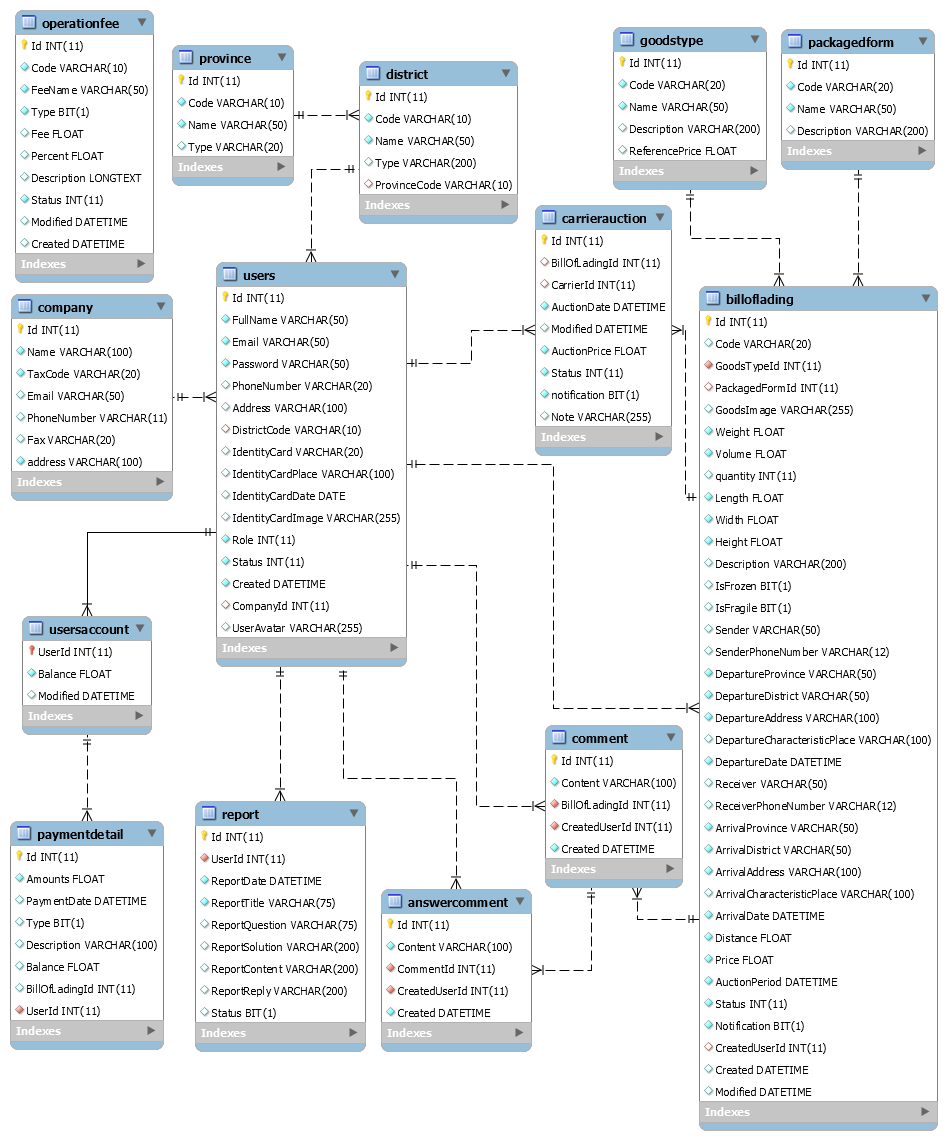 operationfee
Id INT(11)
Code VARCHAR(10)
FeeName VARCHAR(50)
Type BIT(1)
Fee FLOAT
Percent FLOAT
Description LONGTEXT
Status INT(11)
Modified DATETIME
Created DATETIME
Indexes
province
Id INT(11)
Code VARCHAR(10)
Name VARCHAR(50)
Type VARCHAR(20)
Indexes
district
Id INT(11)
Code VARCHAR(10)
Name VARCHAR(50)
Type VARCHAR(200)
ProvinceCode VARCHAR(10)
Indexes
goodstype
Id INT(11)
Code VARCHAR(20)
Name VARCHAR(50)
Description VARCHAR(200)
ReferencePrice FLOAT
Indexes
packagedform
Id INT(11)
Code VARCHAR(20)
Name VARCHAR(50)
Description VARCHAR(200)
Indexes
carrierauction
Id INT(11)
BillOfLadingId INT(11)
CarrierId INT(11)
AuctionDate DATETIME
Modified DATETIME
AuctionPrice FLOAT
Status INT(11)
notification BIT(1)
Note VARCHAR(255)
Indexes
company
Id INT(11)
Name VARCHAR(100)
TaxCode VARCHAR(20)
Email VARCHAR(50)
PhoneNumber VARCHAR(11)
Fax VARCHAR(20)
address VARCHAR(100)
Indexes
users
Id INT(11)
FullName VARCHAR(50)
Email VARCHAR(50)
Password VARCHAR(50)
PhoneNumber VARCHAR(20)
Address VARCHAR(100)
DistrictCode VARCHAR(10)
IdentityCard VARCHAR(20)
IdentityCardPlace VARCHAR(100)
IdentityCardDate DATE
IdentityCardImage VARCHAR(255)
Role INT(11)
Status INT(11)
Created DATETIME
CompanyId INT(11)
UserAvatar VARCHAR(255)
Indexes
billoflading
Id INT(11)
Code VARCHAR(20)
GoodsTypeId INT(11)
PackagedFormId INT(11)
GoodsImage VARCHAR(255)
Weight FLOAT
Volume FLOAT
quantity INT(11)
Length FLOAT
Width FLOAT
Height FLOAT
Description VARCHAR(200)
IsFrozen BIT(1)
IsFragile BIT(1)
Sender VARCHAR(50)
SenderPhoneNumber VARCHAR(12)
DepartureProvince VARCHAR(50)
DepartureDistrict VARCHAR(50)
DepartureAddress VARCHAR(100)
DepartureCharacteristicPlace VARCHAR(100)
DepartureDate DATETIME
Receiver VARCHAR(50)
ReceiverPhoneNumber VARCHAR(12)
ArrivalProvince VARCHAR(50)
ArrivalDistrict VARCHAR(50)
ArrivalAddress VARCHAR(100)
ArrivalCharacteristicPlace VARCHAR(100)
ArrivalDate DATETIME
Distance FLOAT
Price FLOAT
AuctionPeriod DATETIME
Status INT(11)
Notification BIT(1)
CreatedUserId INT(11)
Created DATETIME
Modified DATETIME
Indexes
usersaccount
UserId INT(11)
Balance FLOAT
Modified DATETIME
Indexes
comment
Id INT(11)
Content VARCHAR(100)
BillOfLadingId INT(11)
CreatedUserId INT(11)
Created DATETIME
Indexes
paymentdetail
Id INT(11)
Amounts FLOAT
PaymentDate DATETIME
Type BIT(1)
Description VARCHAR(100)
Balance FLOAT
BillOfLadingId INT(11)
UserId INT(11)
Indexes
report
Id INT(11)
UserId INT(11)
ReportDate DATETIME
ReportTitle VARCHAR(75)
ReportQuestion VARCHAR(75)
ReportSolution VARCHAR(200)
ReportContent VARCHAR(200)
ReportReply VARCHAR(200)
Status BIT(1)
Indexes
answercomment
Id INT(11)
Content VARCHAR(100)
CommentId INT(11)
CreatedUserId INT(11)
Created DATETIME
Indexes